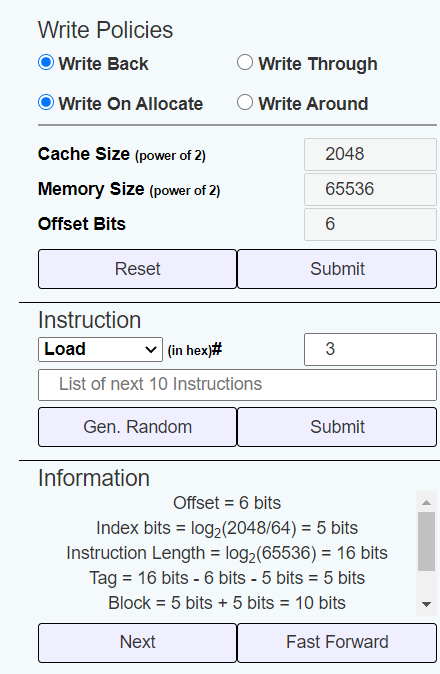 Write Policies
Write Back Write Through
Write On Allocate Write Around
Cache Size (power of 2) 2048
Memory Size (power of 2) 65536
Offset Bits 6
Reset Submit
Instruction
Load (in hex)# 3
List of next 10 Instructions
Gen. Random Submit
Information
Offset = 6 bits
Index bits = log₂(2048/64) = 5 bits
Instruction Length = log₂(65536) = 16 bits
Tag = 16 bits - 6 bits - 5 bits = 5 bits
Block = 5 bits + 5 bits = 10 bits
Next Fast Forward